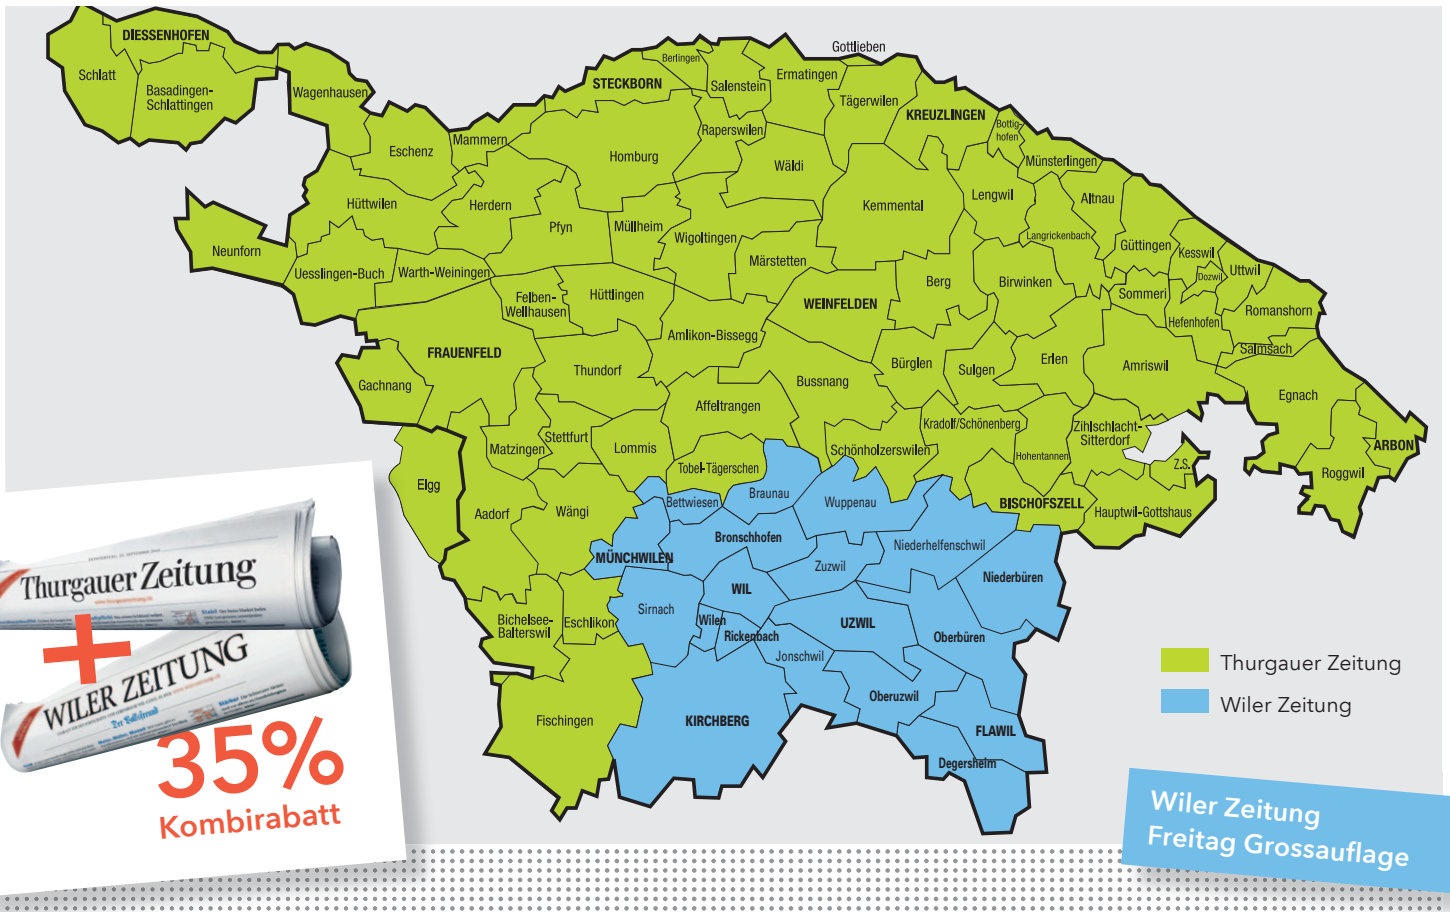 DIESSENHOFEN
Schlatt
Basadingen-
Schlattingen
Wagenhausen
Eschenz
Mammern
STECKBORN
Berlingen
Salenstein
Ermatingen
Gottlieben
Tägerwilen
KREUZLINGEN
Bottig-
hofen
Münsterlingen
Raperswilen
Homburg
Wäldi
Kemmental
Lengwil
Altnau
Langrickenbach
Güttingen
Kesswil
Dozwil
Uttwil
Hüttwilen
Herdern
Pfyn
Müllheim
Wigoltingen
Märstetten
Neunforn
Uesslingen-Buch
Warth-Weiningen
Felben-
Wellhausen
Hüttlingen
WEINFELDEN
Berg
Birwinken
Sommeri
Hefenhofen
Romanshorn
Salmsach
FRAUENFELD
Amlikon-Bissegg
Gachnang
Thundorf
Bussnang
Bürglen
Sulgen
Erlen
Amriswil
Egnach
Affeltrangen
Kradolf/Schönenberg
Zihlschlacht-
Sitterdorf
ARBON
Roggwil
Matzingen
Stettfurt
Lommis
Tobel-Tägerschen
Schönholzerswilen
Hohentannen
Z.S.
Elgg
Aadorf
Wängi
Bettwiesen
Braunau
Wuppenau
BISCHOFSZELL
Hauptwil-Gottshaus
MÜNCHWILEN
Bronschhofen
Zuzwil
Niederhelfenschwil
Niederbüren
WIL
Sirnach
Wilen
Rickenbach
UZWIL
Oberbüren
Bichelsee-
Balterswil
Eschlikon
Jonschwil
Oberuzwil
Fischingen
KIRCHBERG
FLAWIL
Degersheim
Thurgauer Zeitung
Wiler Zeitung
Thurgauer Zeitung
+
WILER ZEITUNG
Der Volksfreund
35%
Kombirabatt
Wiler Zeitung
Freitag Grossauflage